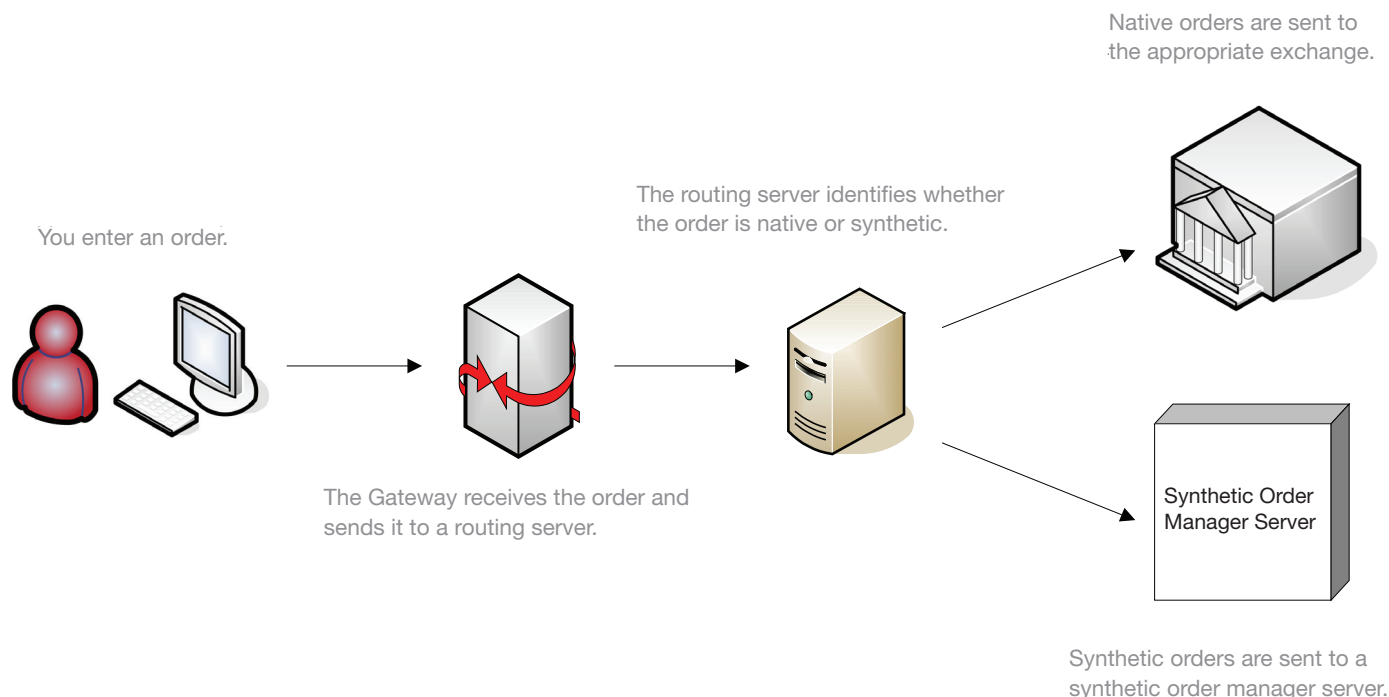 Native orders are sent to
the appropriate exchange.
The routing server identifies whether
the order is native or synthetic.
You enter an order.
The Gateway receives the order and
sends it to a routing server.
Synthetic Order
Manager Server
Synthetic orders are sent to a
synthetic order manager server.